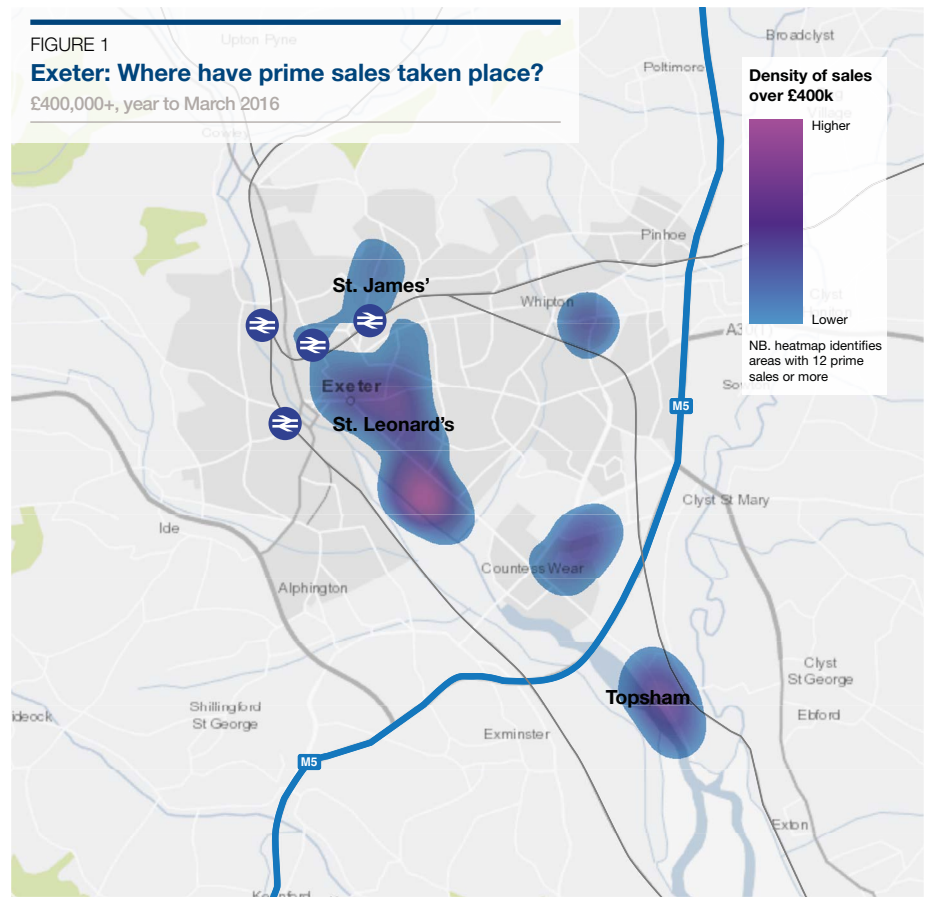 FIGURE 1
Exeter: Where have prime sales taken place?
£400,000+, year to March 2016
Upton Pyne
Cowley
Broadclyst
Poltimore
Density of sales
over £400k
Higher
Village
Lower
NB. heatmap identifies
areas with 12 prime
sales or more
Pinhoe
St. James'
Whipton
Clyst
Exeter
St. Leonard's
M5
Clyst St Mary
Ide
Countess Wear
Alphington
Topsham
Clyst
St George
Shillingford
St George
Ebford
Exminster
M5
Exton